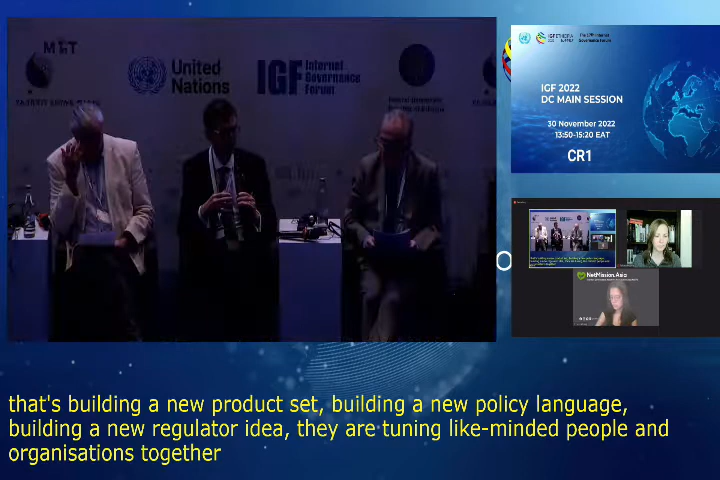 MInT
United
Nations
IGF
Internet
Governance
Forum
IGF 2022
DC MAIN SESSION
30 November 2022
13:50-15:20 EAT
CR1
NetMission.Asia
that's building a new product set, building a new policy language,
building a new regulator idea, they are tuning like-minded people and
organisations together